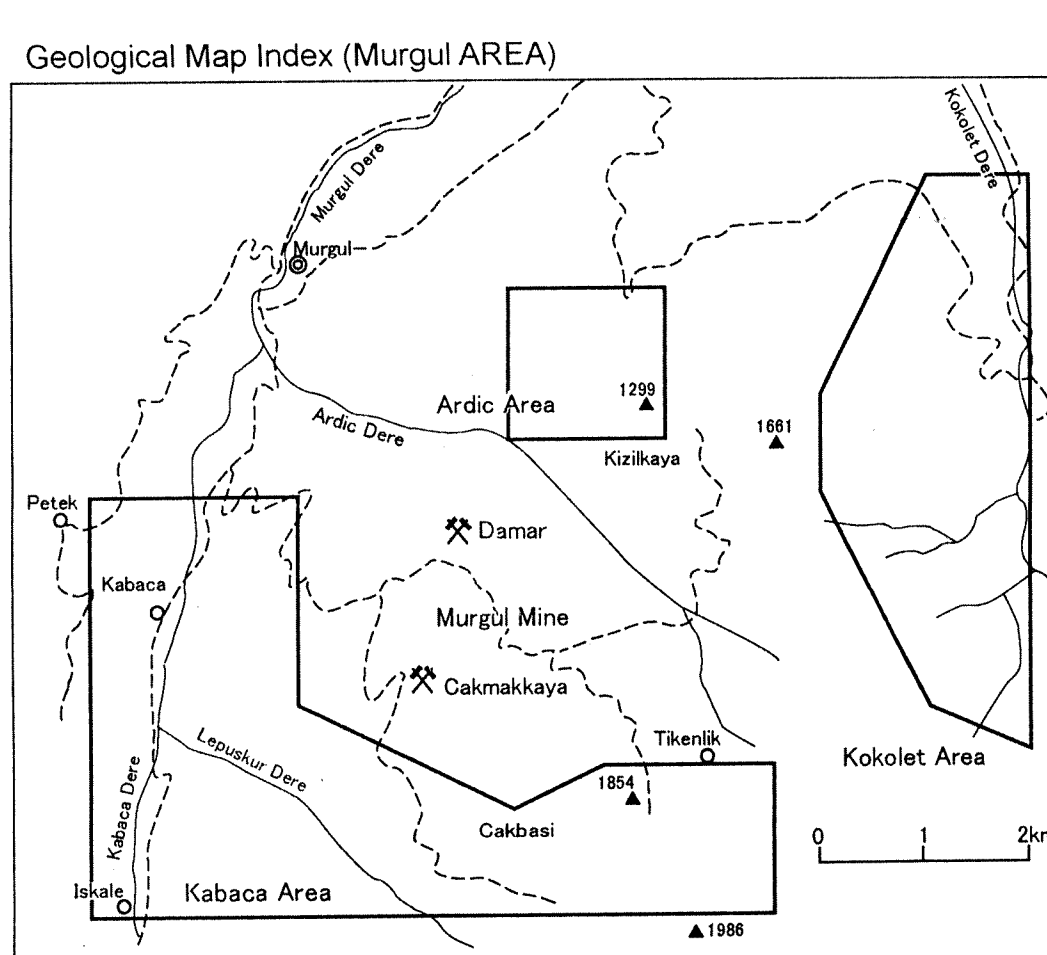 Geological Map Index (Murgul AREA)
Kokolet Dere
Murgul Dere
Murgul
1299
Ardic Area
Ardic Dere
1661
Kizilkaya
Petek
Damar
Kabaca
Murgul Mine
Cakmakkaya
Lepuskur Dere
Tikenlik
Kokolet Area
1854
Kabaca Dere
Cakbasi
0 1 2km
Iskale
Kabaca Area
1986